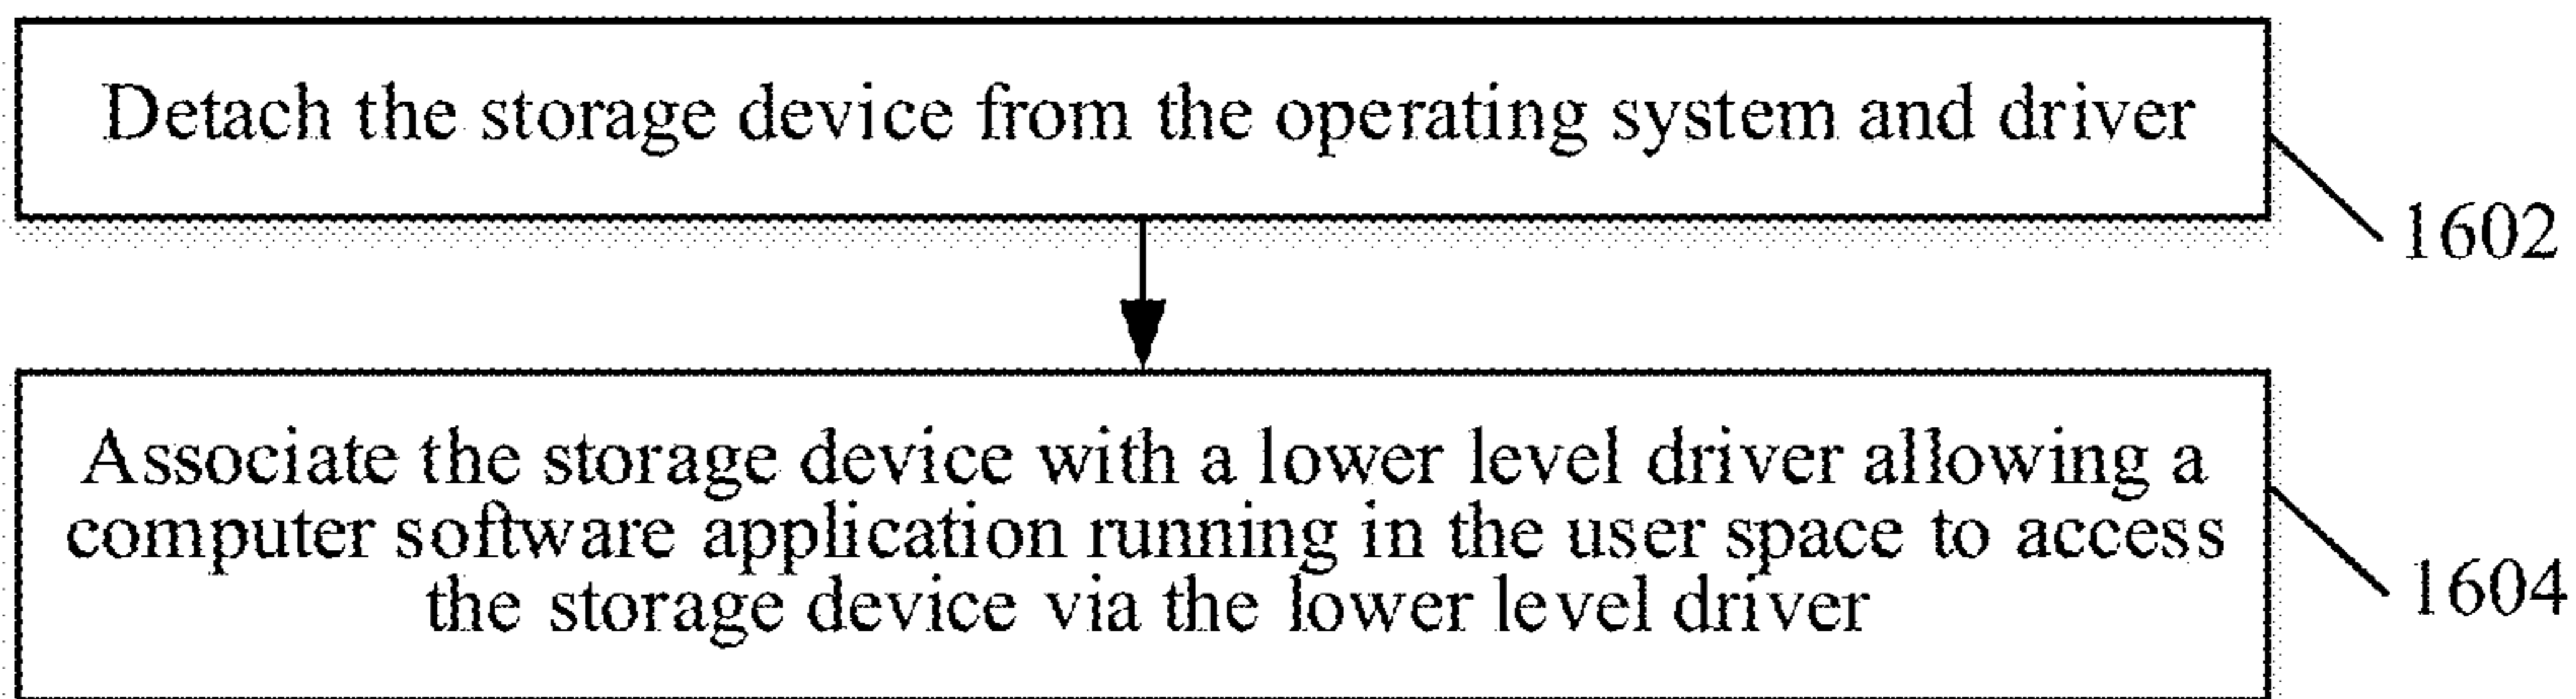 Detach the storage device from the operating system and driver
1602
Associate the storage device with a lower level driver allowing a
computer software application running in the user space to access
the storage device via the lower level driver
1604